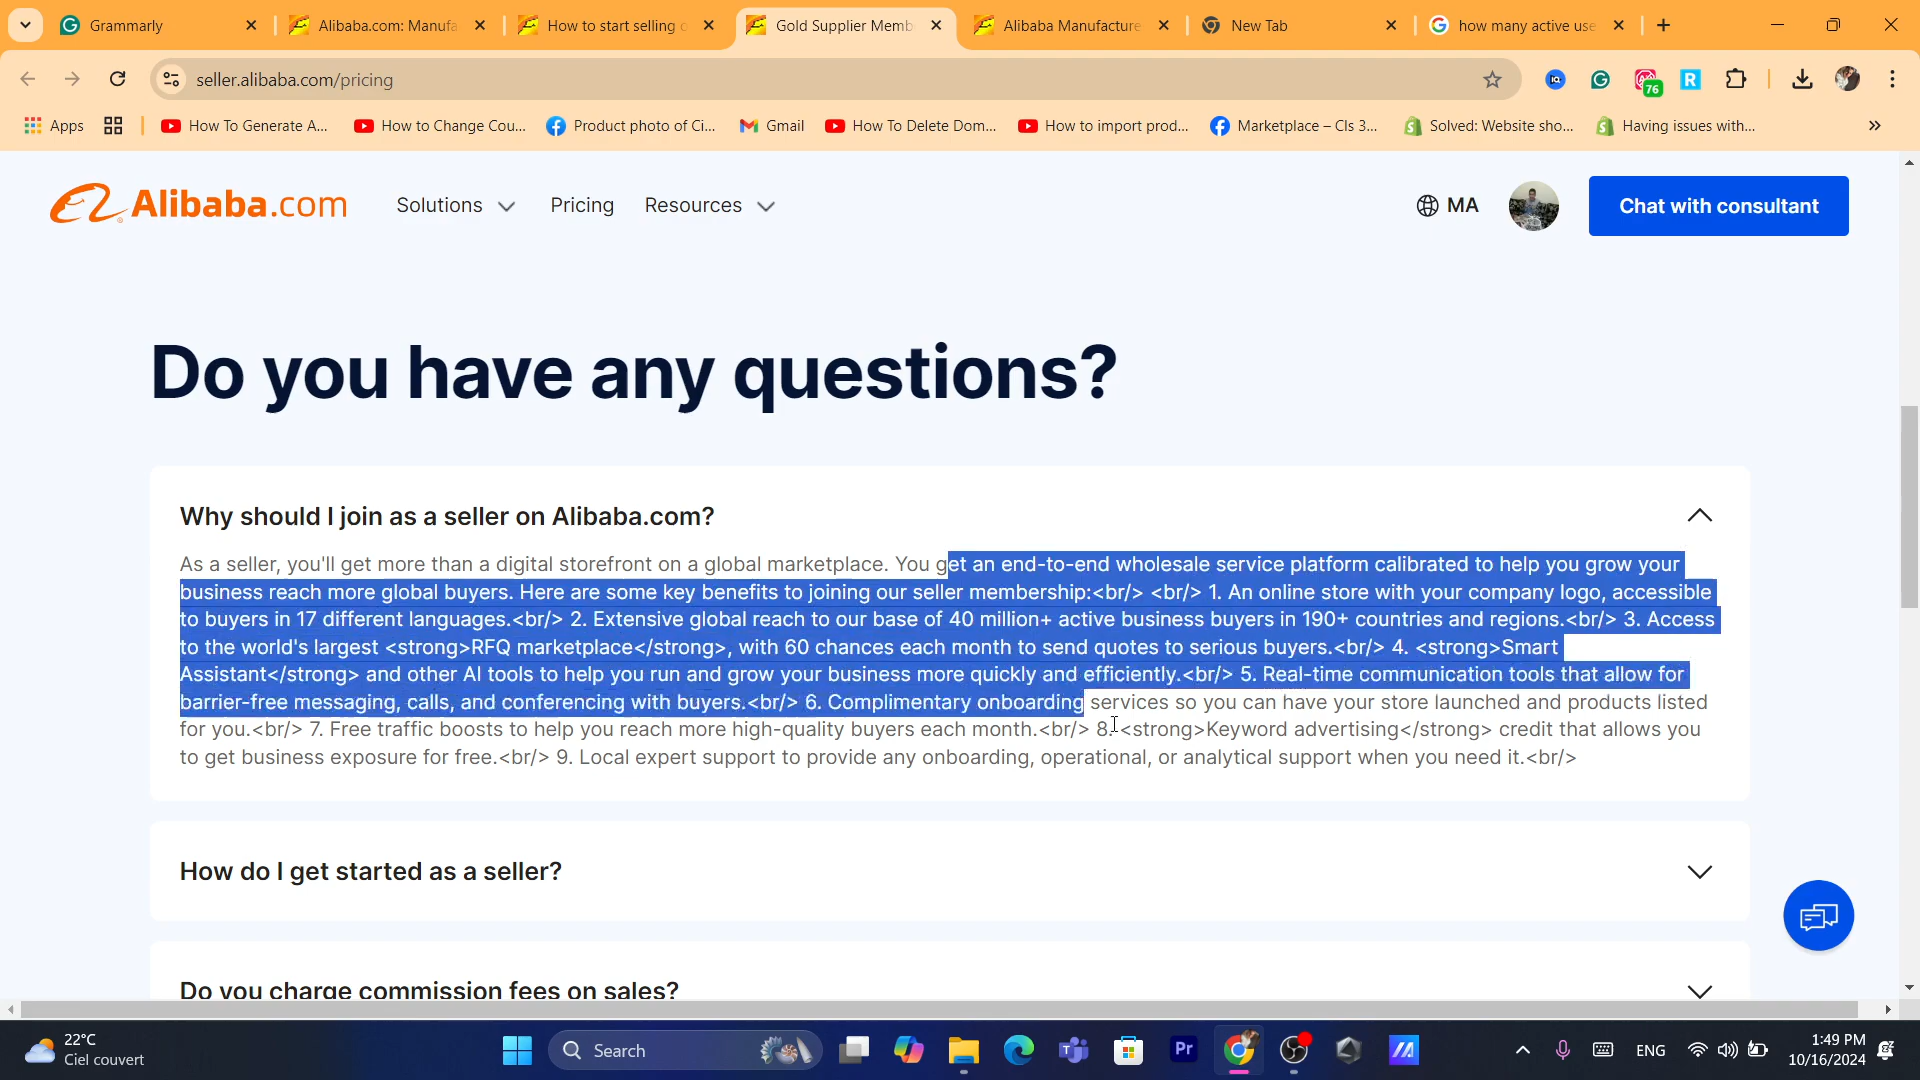 Grammarly
Alibaba.com: Manufa
How to start selling o
Gold Supplier Memb
Alibaba Manufacture
New Tab
how many active use
seller.alibaba.com/pricing
76
Apps
How To Generate A...
How to Change Cou...
Product photo of Ci...
Gmail
How To Delete Dom...
How to import prod...
Marketplace – Cls 3...
Solved: Website sho...
Having issues with...
Alibaba.com
Solutions
Pricing
Resources
MA
Chat with consultant
Do you have any questions?
Why should I join as a seller on Alibaba.com?
As a seller, you'll get more than a digital storefront on a global marketplace. You get an end-to-end wholesale service platform calibrated to help you grow your
business reach more global buyers. Here are some key benefits to joining our seller membership:<br/> <br/> 1. An online store with your company logo, accessible
to buyers in 17 different languages.<br/> 2. Extensive global reach to our base of 40 million+ active business buyers in 190+ countries and regions.<br/> 3. Access
to the world's largest <strong>RFQ marketplace</strong>, with 60 chances each month to send quotes to serious buyers.<br/> 4. <strong>Smart
Assistant</strong> and other AI tools to help you run and grow your business more quickly and efficiently.<br/> 5. Real-time communication tools that allow for
barrier-free messaging, calls, and conferencing with buyers.<br/> 6. Complimentary onboarding services so you can have your store launched and products listed
for you.<br/> 7. Free traffic boosts to help you reach more high-quality buyers each month.<br/> 8. <strong>Keyword advertising</strong> credit that allows you
to get business exposure for free.<br/> 9. Local expert support to provide any onboarding, operational, or analytical support when you need it.<br/>
How do I get started as a seller?
Do you charge commission fees on sales?
22°C
Ciel couvert
Search
Pr
ENG
1:49 PM
10/16/2024